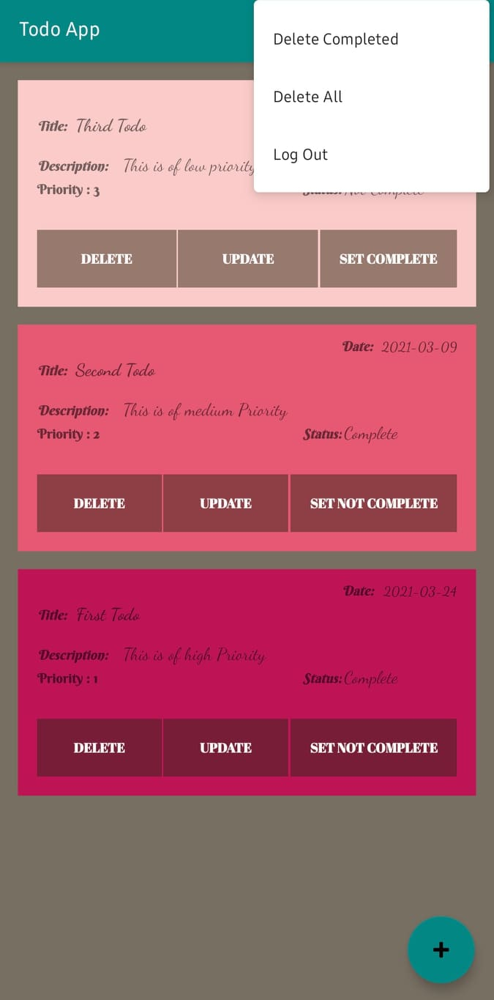 Todo App
Delete Completed
Delete All
Log Out
Title: Third Todo
Description: This is of low priority
Priority : 3 Status: Not Complete
DELETE UPDATE SET COMPLETE
Date: 2021-03-09
Title: Second Todo
Description: This is of medium Priority
Priority : 2 Status: Complete
DELETE UPDATE SET NOT COMPLETE
Date: 2021-03-24
Title: First Todo
Description: This is of high Priority
Priority : 1 Status: Complete
DELETE UPDATE SET NOT COMPLETE
+